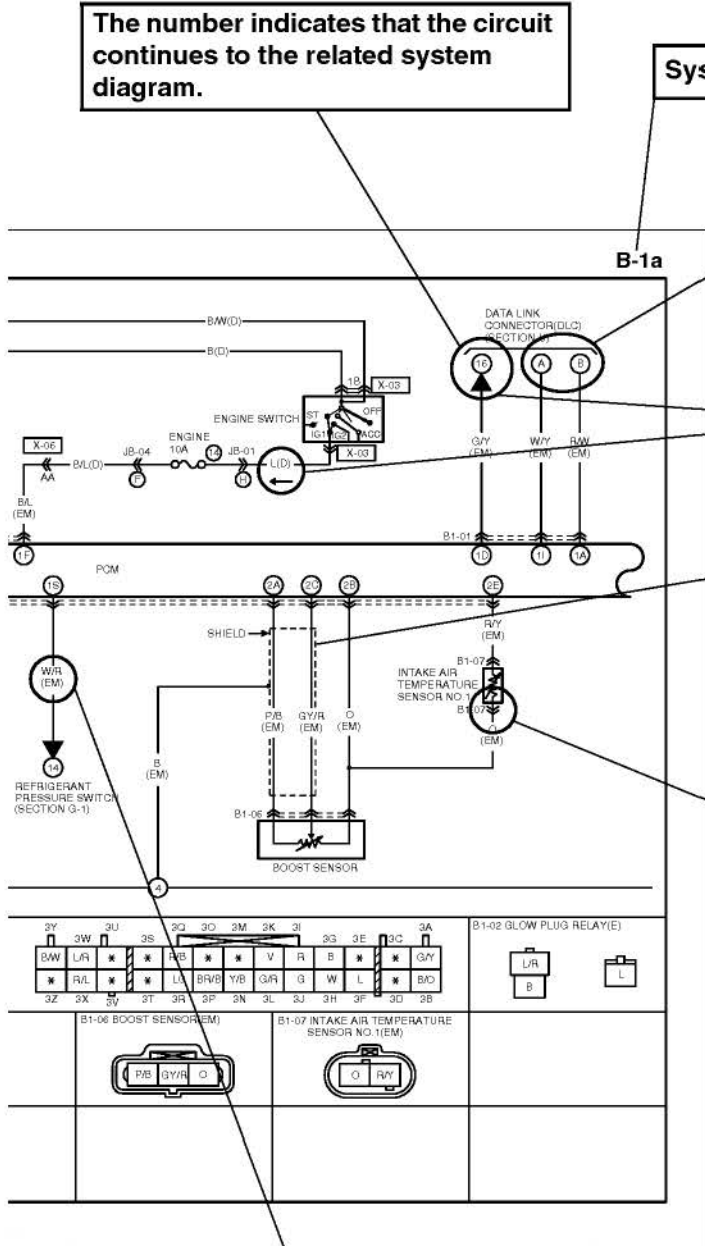 The number indicates that the circuit
continues to the related system
diagram.
Sys
B-1a
B/W(D)
B(D)
DATA LINK
CONNECTOR(DLC)
(SECTION U)
16
A
B
1B
X-03
ENGINE SWITCH
ST
OFF
IG1
IG2
ACC
X-03
X-06
AA
B/L(D)
JB-04
F
ENGINE
10A
14
JB-01
H
L(D)
G/Y
(EM)
W/Y
(EM)
R/W
(EM)
B/L
(EM)
B1-01
1F
1D
1I
1A
PCM
1S
2A
2C
2B
2E
SHIELD
R/Y
(EM)
W/R
(EM)
B1-07
INTAKE AIR
TEMPERATURE
SENSOR NO.1
B1-07
O
(EM)
P/B
(EM)
GY/R
(EM)
O
(EM)
B
(EM)
14
REFRIGERANT
PRESSURE SWITCH
(SECTION G-1)
B1-06
BOOST SENSOR
4
3Y 3W 3U 3S 3Q 3O 3M 3K 3I 3G 3E 3C 3A
B/W L/R * * R/B * * V R B * * G/Y
* R/L * * LG BR/B Y/B G/R G W L * B/O
3Z 3X 3V 3T 3R 3P 3N 3L 3J 3H 3F 3D 3B
B1-02 GLOW PLUG RELAY(E)
L/R
B
L
B1-06 BOOST SENSOR(EM)
P/B GY/R O
B1-07 INTAKE AIR TEMPERATURE
SENSOR NO.1(EM)
O R/Y